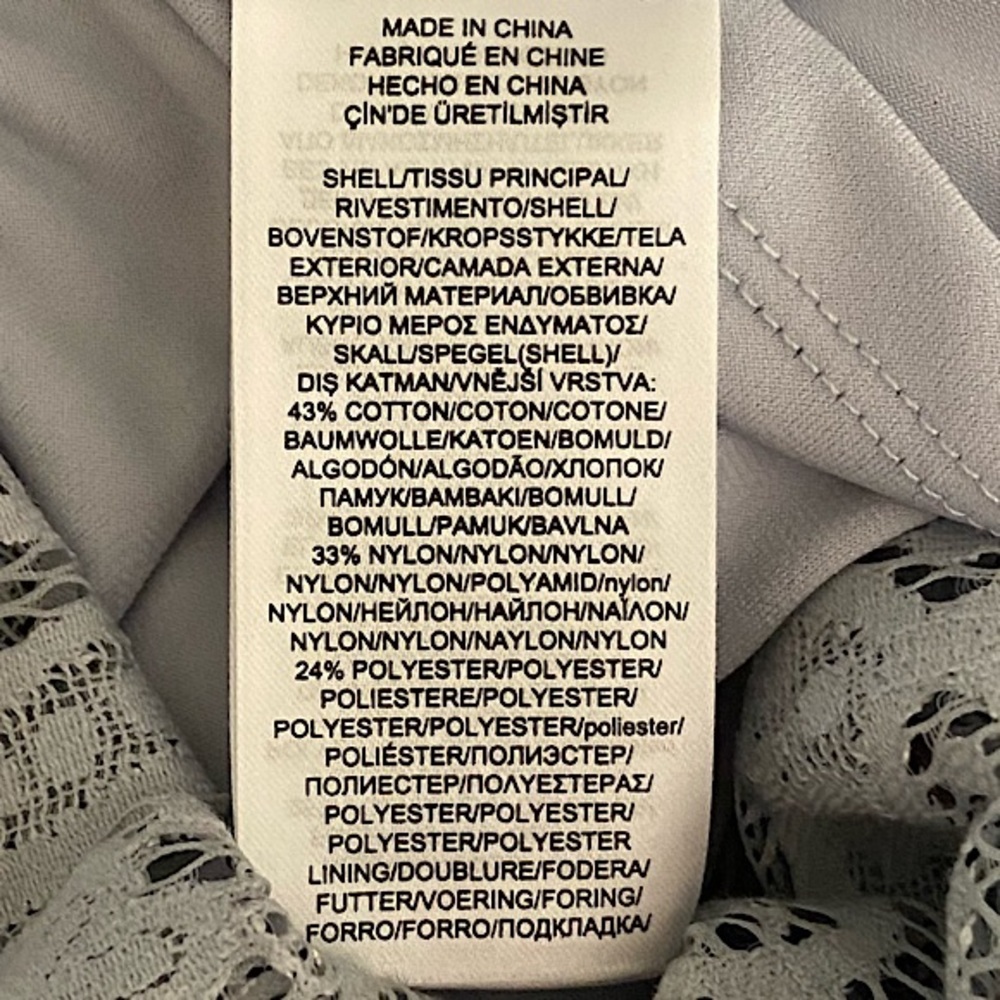 MADE IN CHINA
FABRIQUÉ EN CHINE
HECHO EN CHINA
ÇİN'DE ÜRETİLMİŞTİR
SHELL/TISSU PRINCIPAL/
RIVESTIMENTO/SHELL/
BOVENSTOF/KROPSSTYKKE/TELA
EXTERIOR/CAMADA EXTERNA/
ВЕРХНИЙ МАТЕРИАЛ/ОБВИВКА/
ΚΥΡΙΟ ΜΕΡΟΣ ΕΝΔΥΜΑΤΟΣ/
SKALL/SPEGEL(SHELL)/
DIŞ KATMAN/VNĚJŠÍ VRSTVA:
43% COTTON/COTON/COTONE/
BAUMWOLLE/KATOEN/BOMULD/
ALGODÓN/ALGODÃO/ХЛОПОК/
ПАМУК/ΒΑΜΒΑΚΙ/BOMULL/
BOMULL/PAMUK/BAVLNA
33% NYLON/NYLON/NYLON/
NYLON/NYLON/POLYAMID/nylon/
NYLON/НЕЙЛОН/НАЙЛОН/ΝΑΪΛΟΝ/
NYLON/NYLON/NAYLON/NYLON
24% POLYESTER/POLYESTER/
POLIESTERE/POLYESTER/
POLYESTER/POLYESTER/poliester/
POLIÉSTER/ПОЛИЭСТЕР/
ПОЛИЕСТЕР/ΠΟΛΥΕΣΤΕΡΑΣ/
POLYESTER/POLYESTER/
POLYESTER/POLYESTER
LINING/DOUBLURE/FODERA/
FUTTER/VOERING/FORING/
FORRO/FORRO/ПОДКЛАДКА/